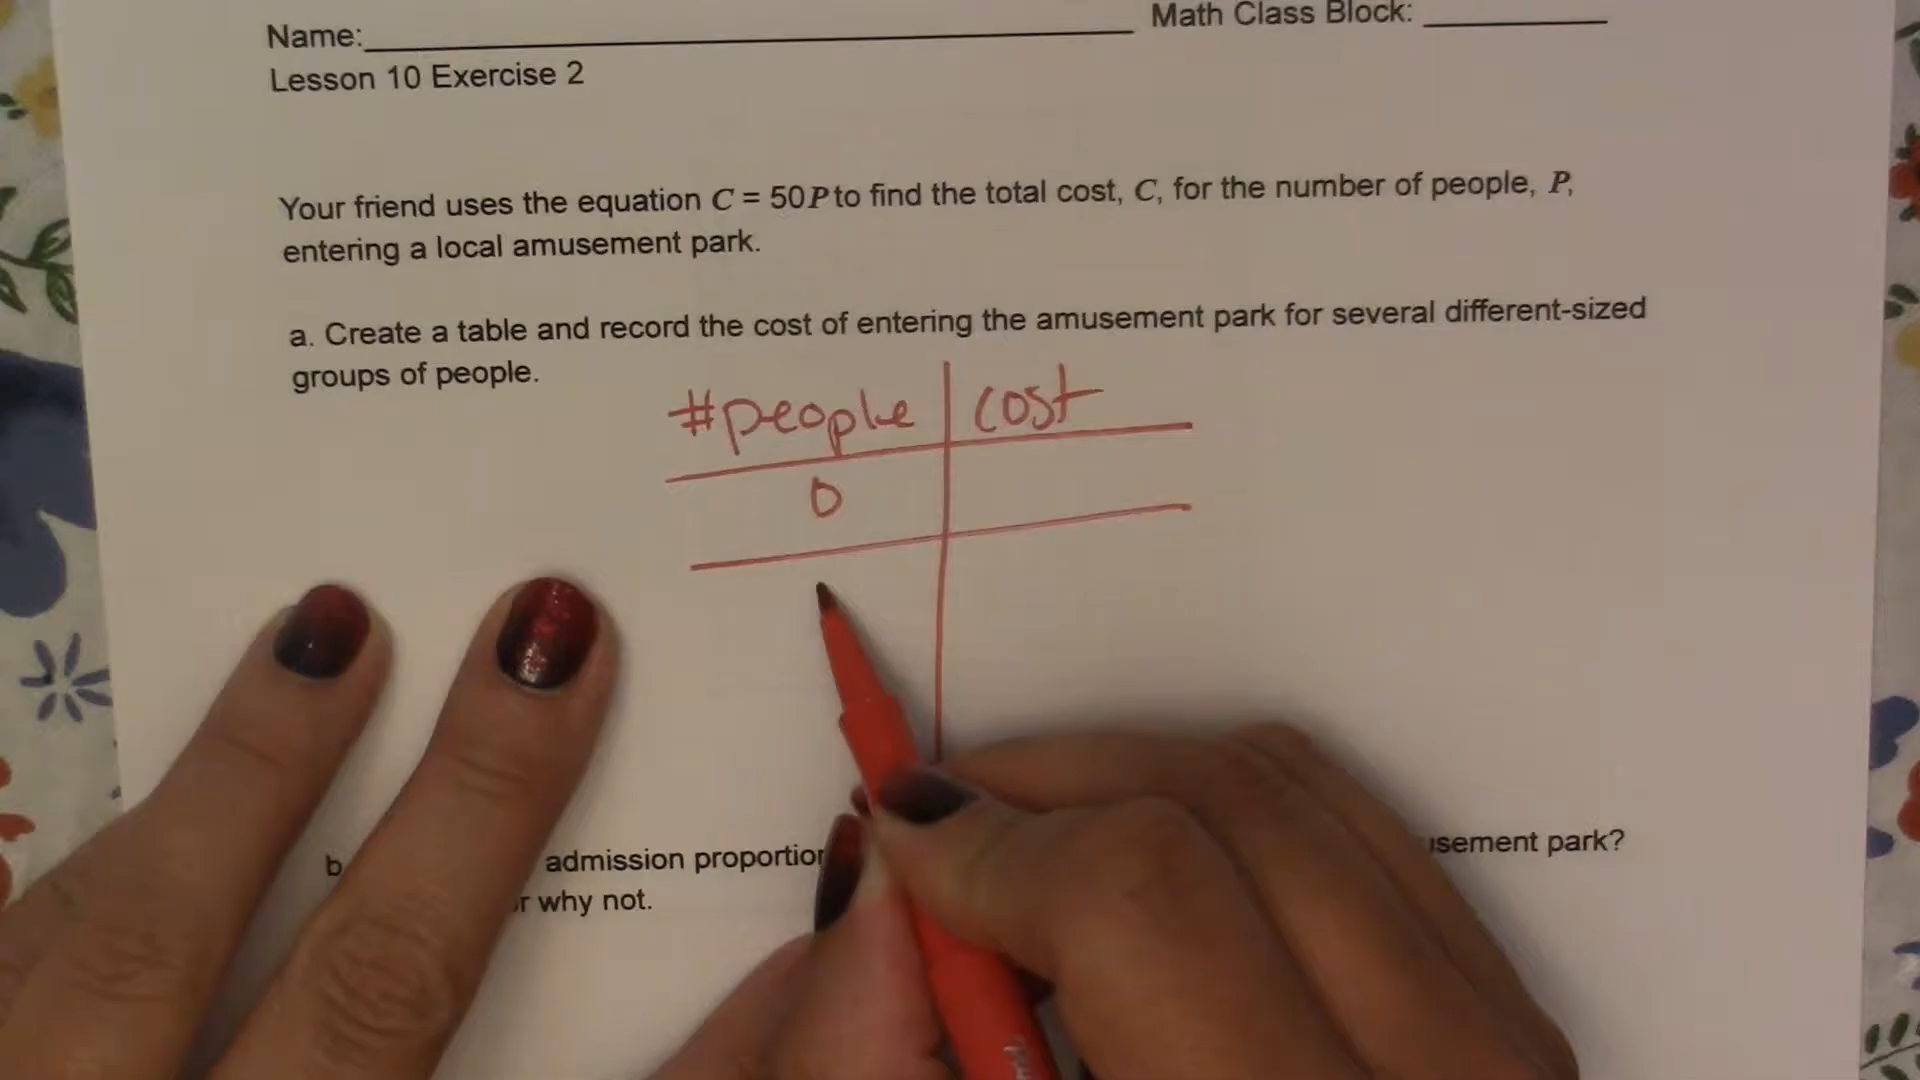 Name: Math Class Block:
Lesson 10 Exercise 2
Your friend uses the equation C = 50P to find the total cost, C, for the number of people, P,
entering a local amusement park.
a. Create a table and record the cost of entering the amusement park for several different-sized
groups of people.
#people cost
0
b admission usement park?
why not.